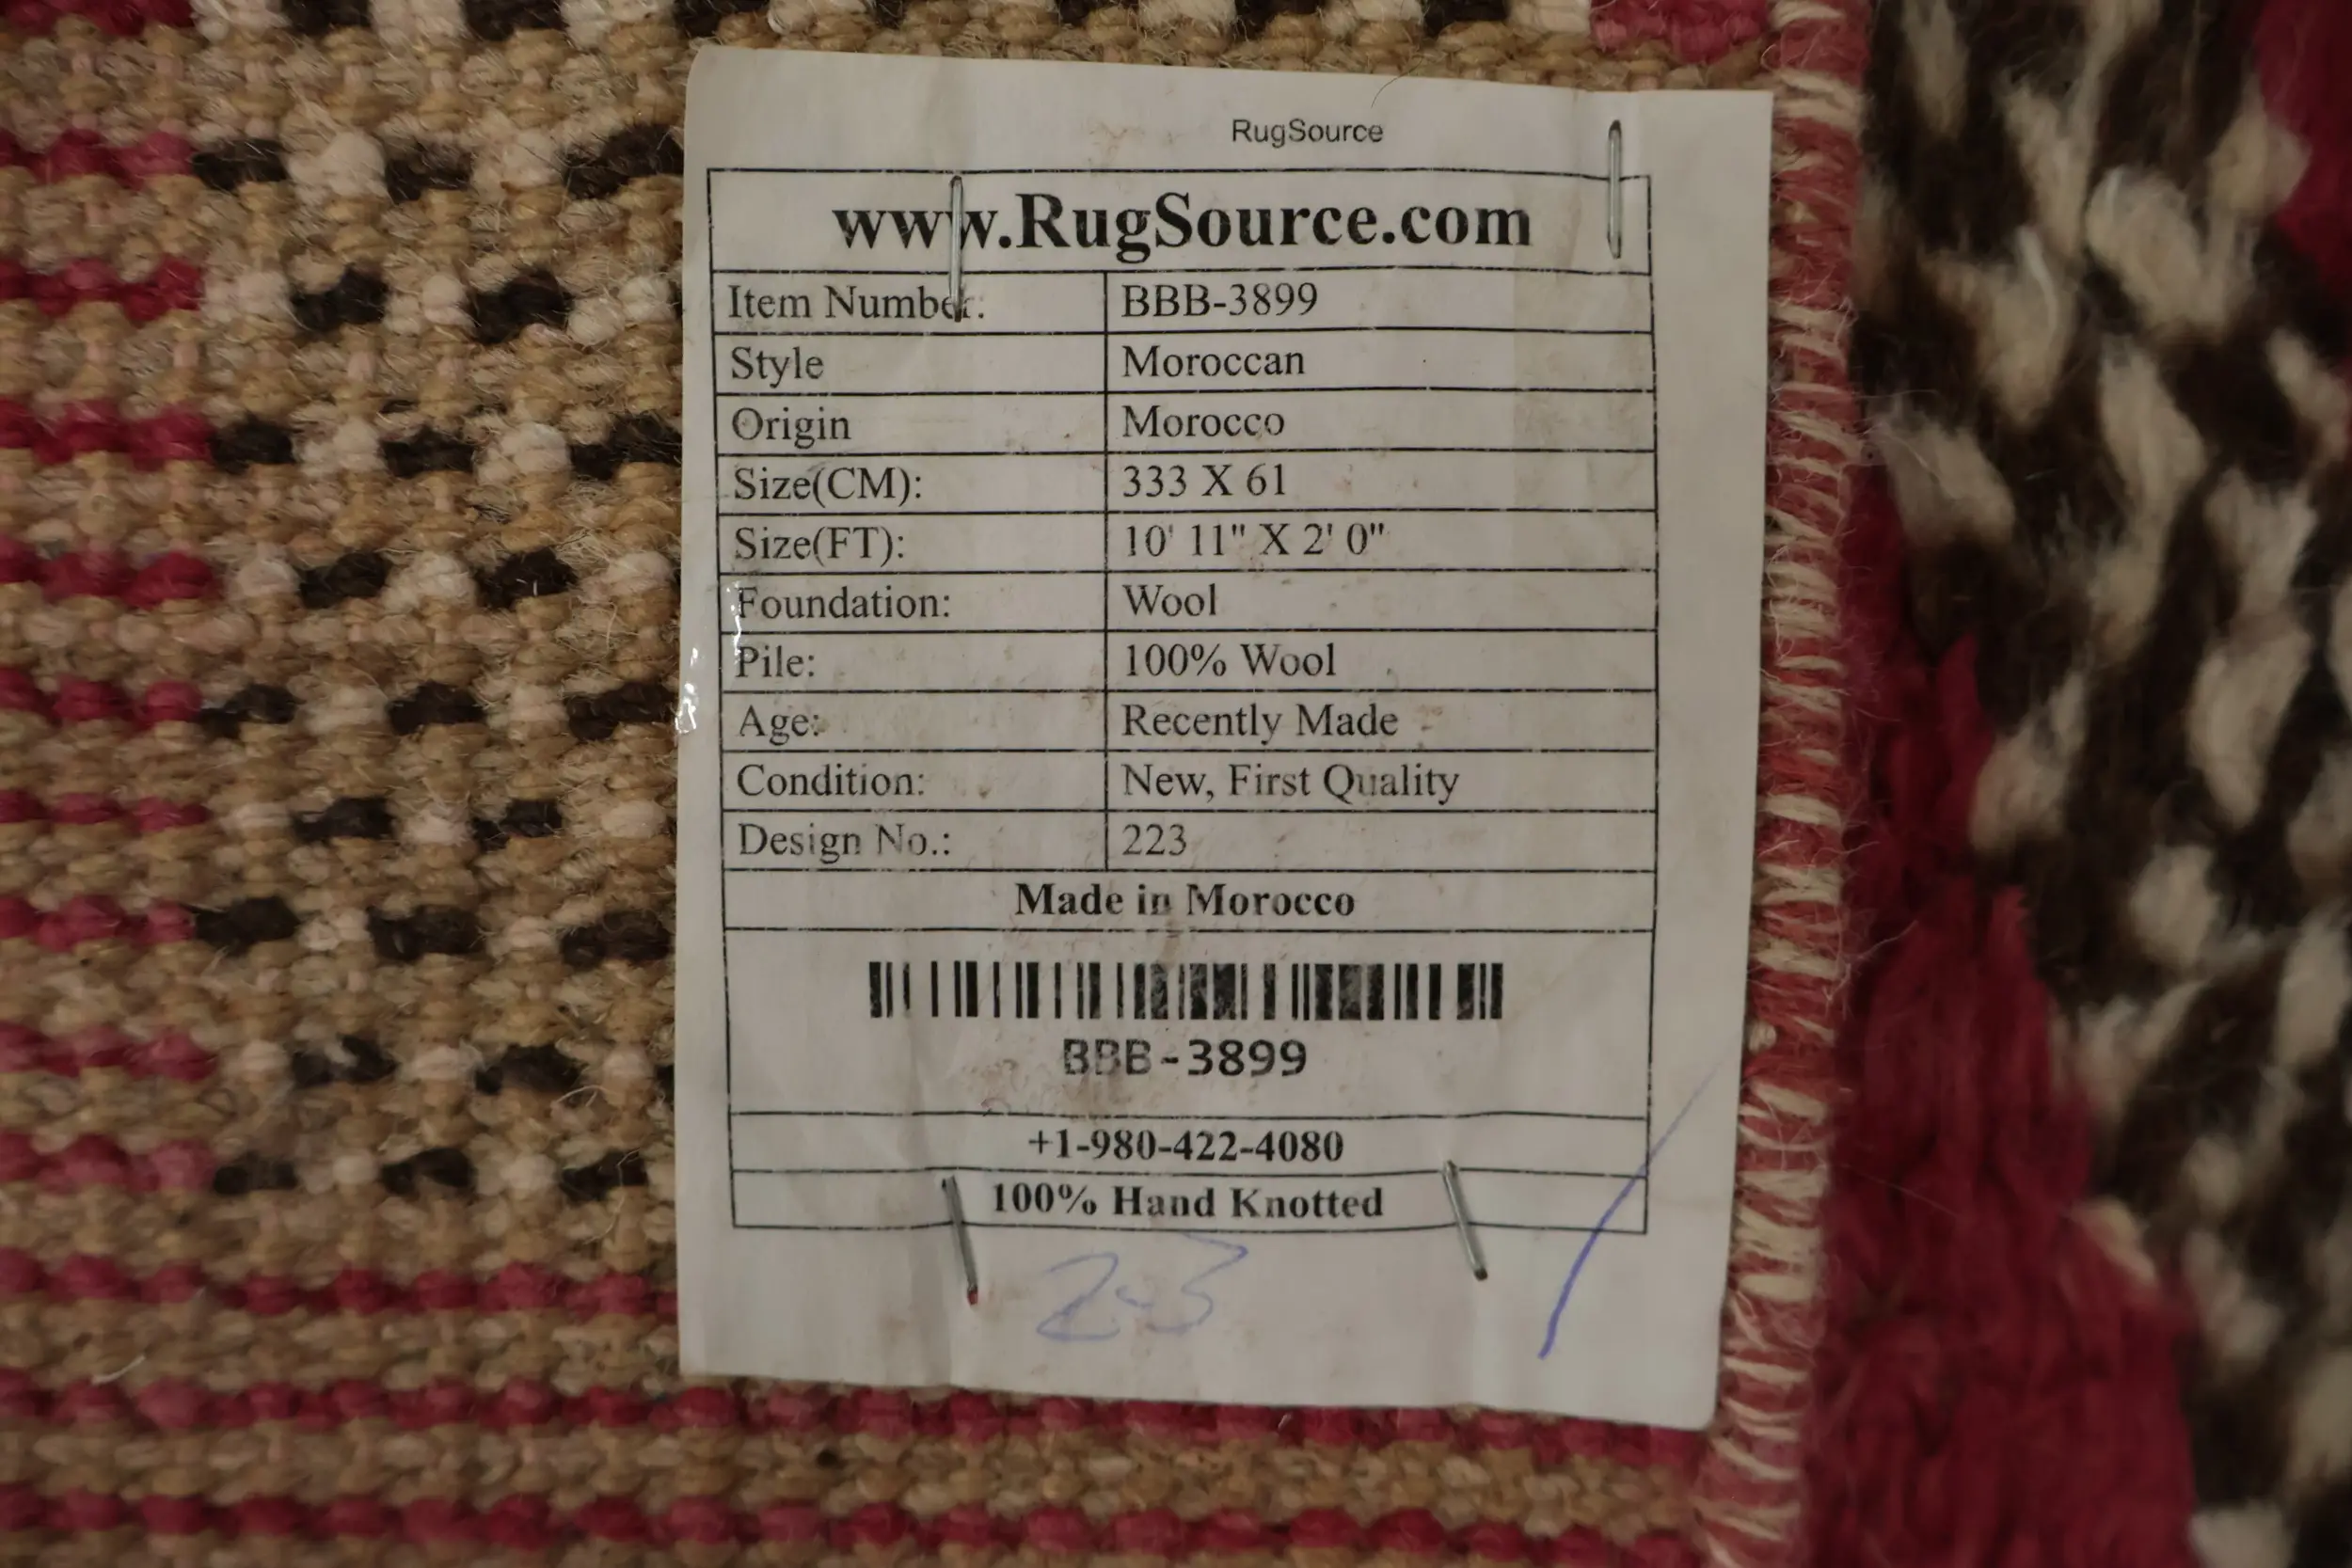 RugSource
www.RugSource.com
Item Number: BBB-3899
Style Moroccan
Origin Morocco
Size(CM): 333 X 61
Size(FT): 10' 11" X 2' 0"
Foundation: Wool
Pile: 100% Wool
Age: Recently Made
Condition: New, First Quality
Design No.: 223
Made in Morocco
BBB-3899
+1-980-422-4080
100% Hand Knotted
2-3